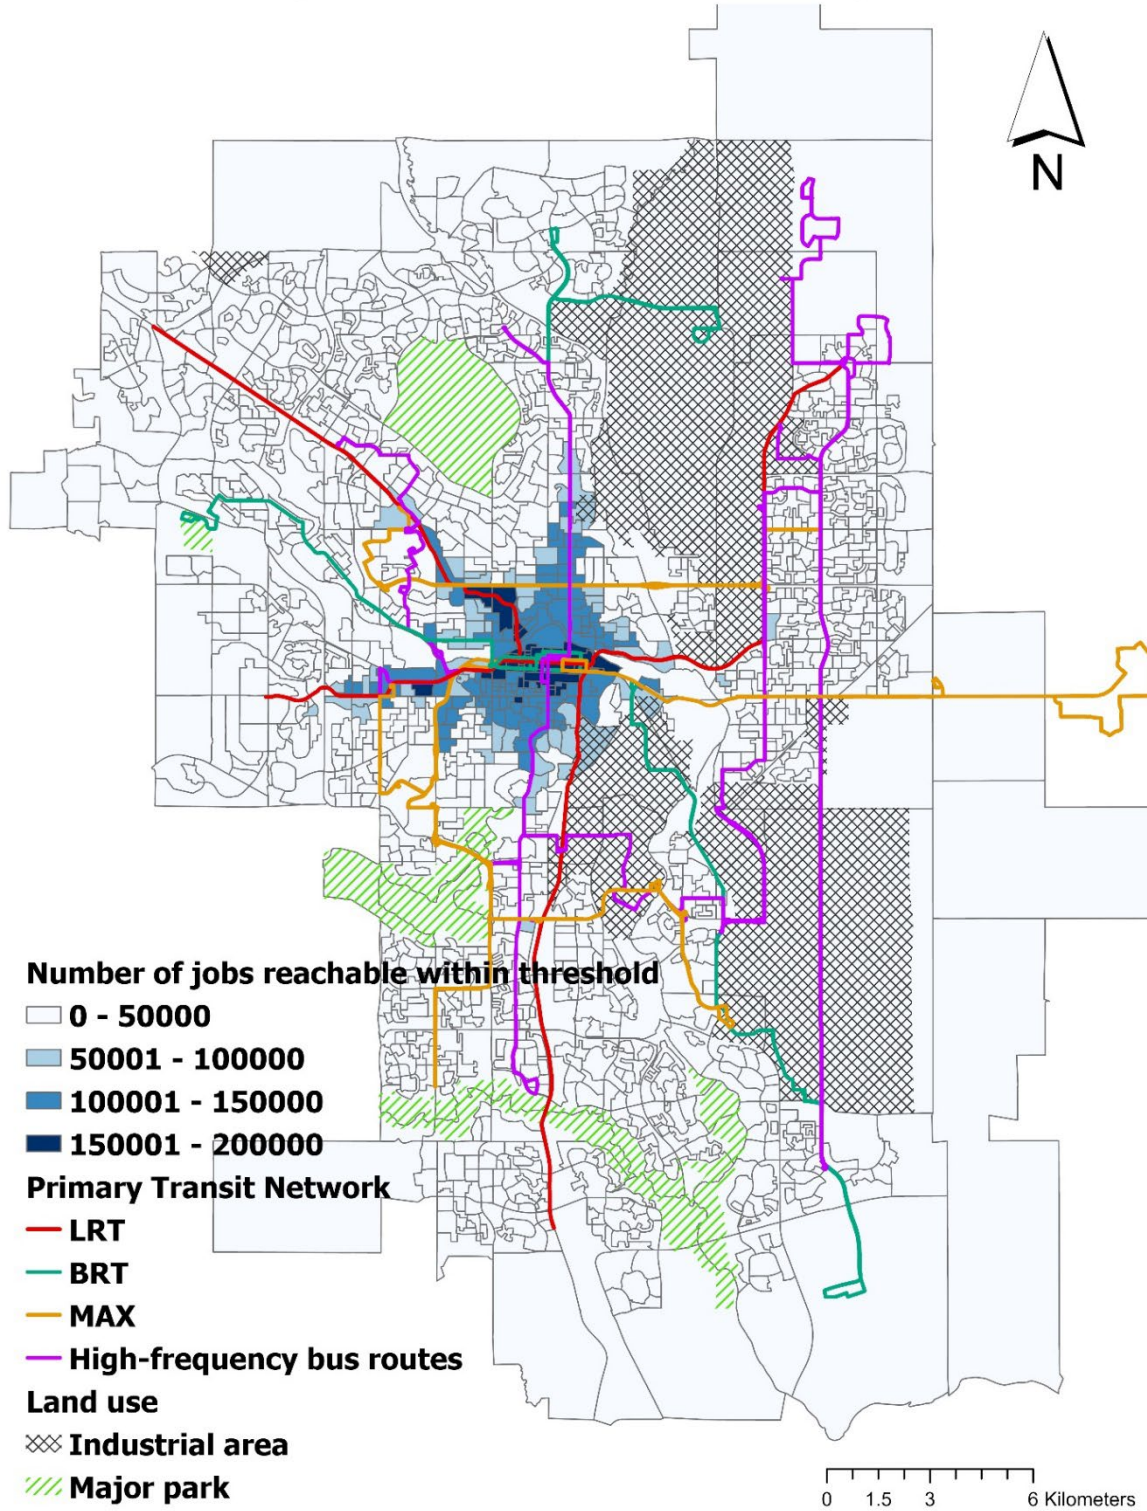 N
Number of jobs reachable within threshold
0 - 50000
50001 - 100000
100001 - 150000
150001 - 200000
Primary Transit Network
LRT
BRT
MAX
High-frequency bus routes
Land use
Industrial area
Major park
0 1.5 3 6 Kilometers